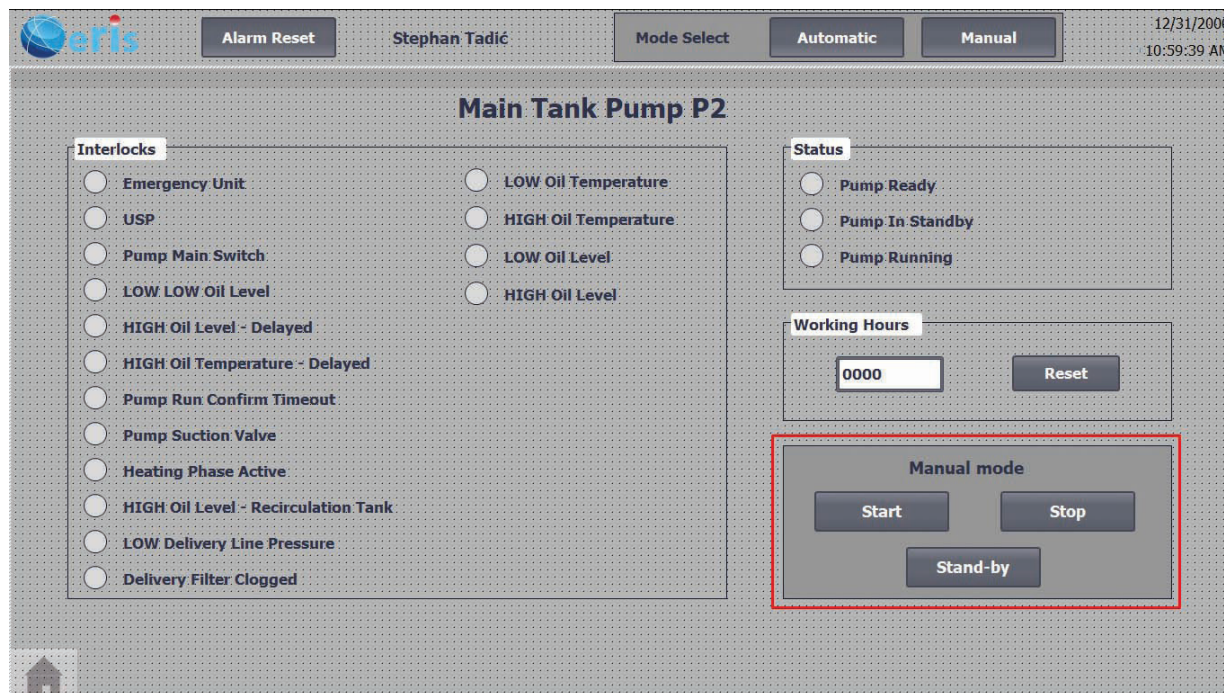 eris
Alarm Reset
Stephan Tadić
Mode Select
Automatic
Manual
12/31/200
10:59:39 AM
Main Tank Pump P2
Interlocks
Emergency Unit
USP
Pump Main Switch
LOW LOW Oil Level
HIGH Oil Level - Delayed
HIGH Oil Temperature - Delayed
Pump Run Confirm Timeout
Pump Suction Valve
Heating Phase Active
HIGH Oil Level - Recirculation Tank
LOW Delivery Line Pressure
Delivery Filter Clogged
LOW Oil Temperature
HIGH Oil Temperature
LOW Oil Level
HIGH Oil Level
Status
Pump Ready
Pump In Standby
Pump Running
Working Hours
0000
Reset
Manual mode
Start
Stop
Stand-by